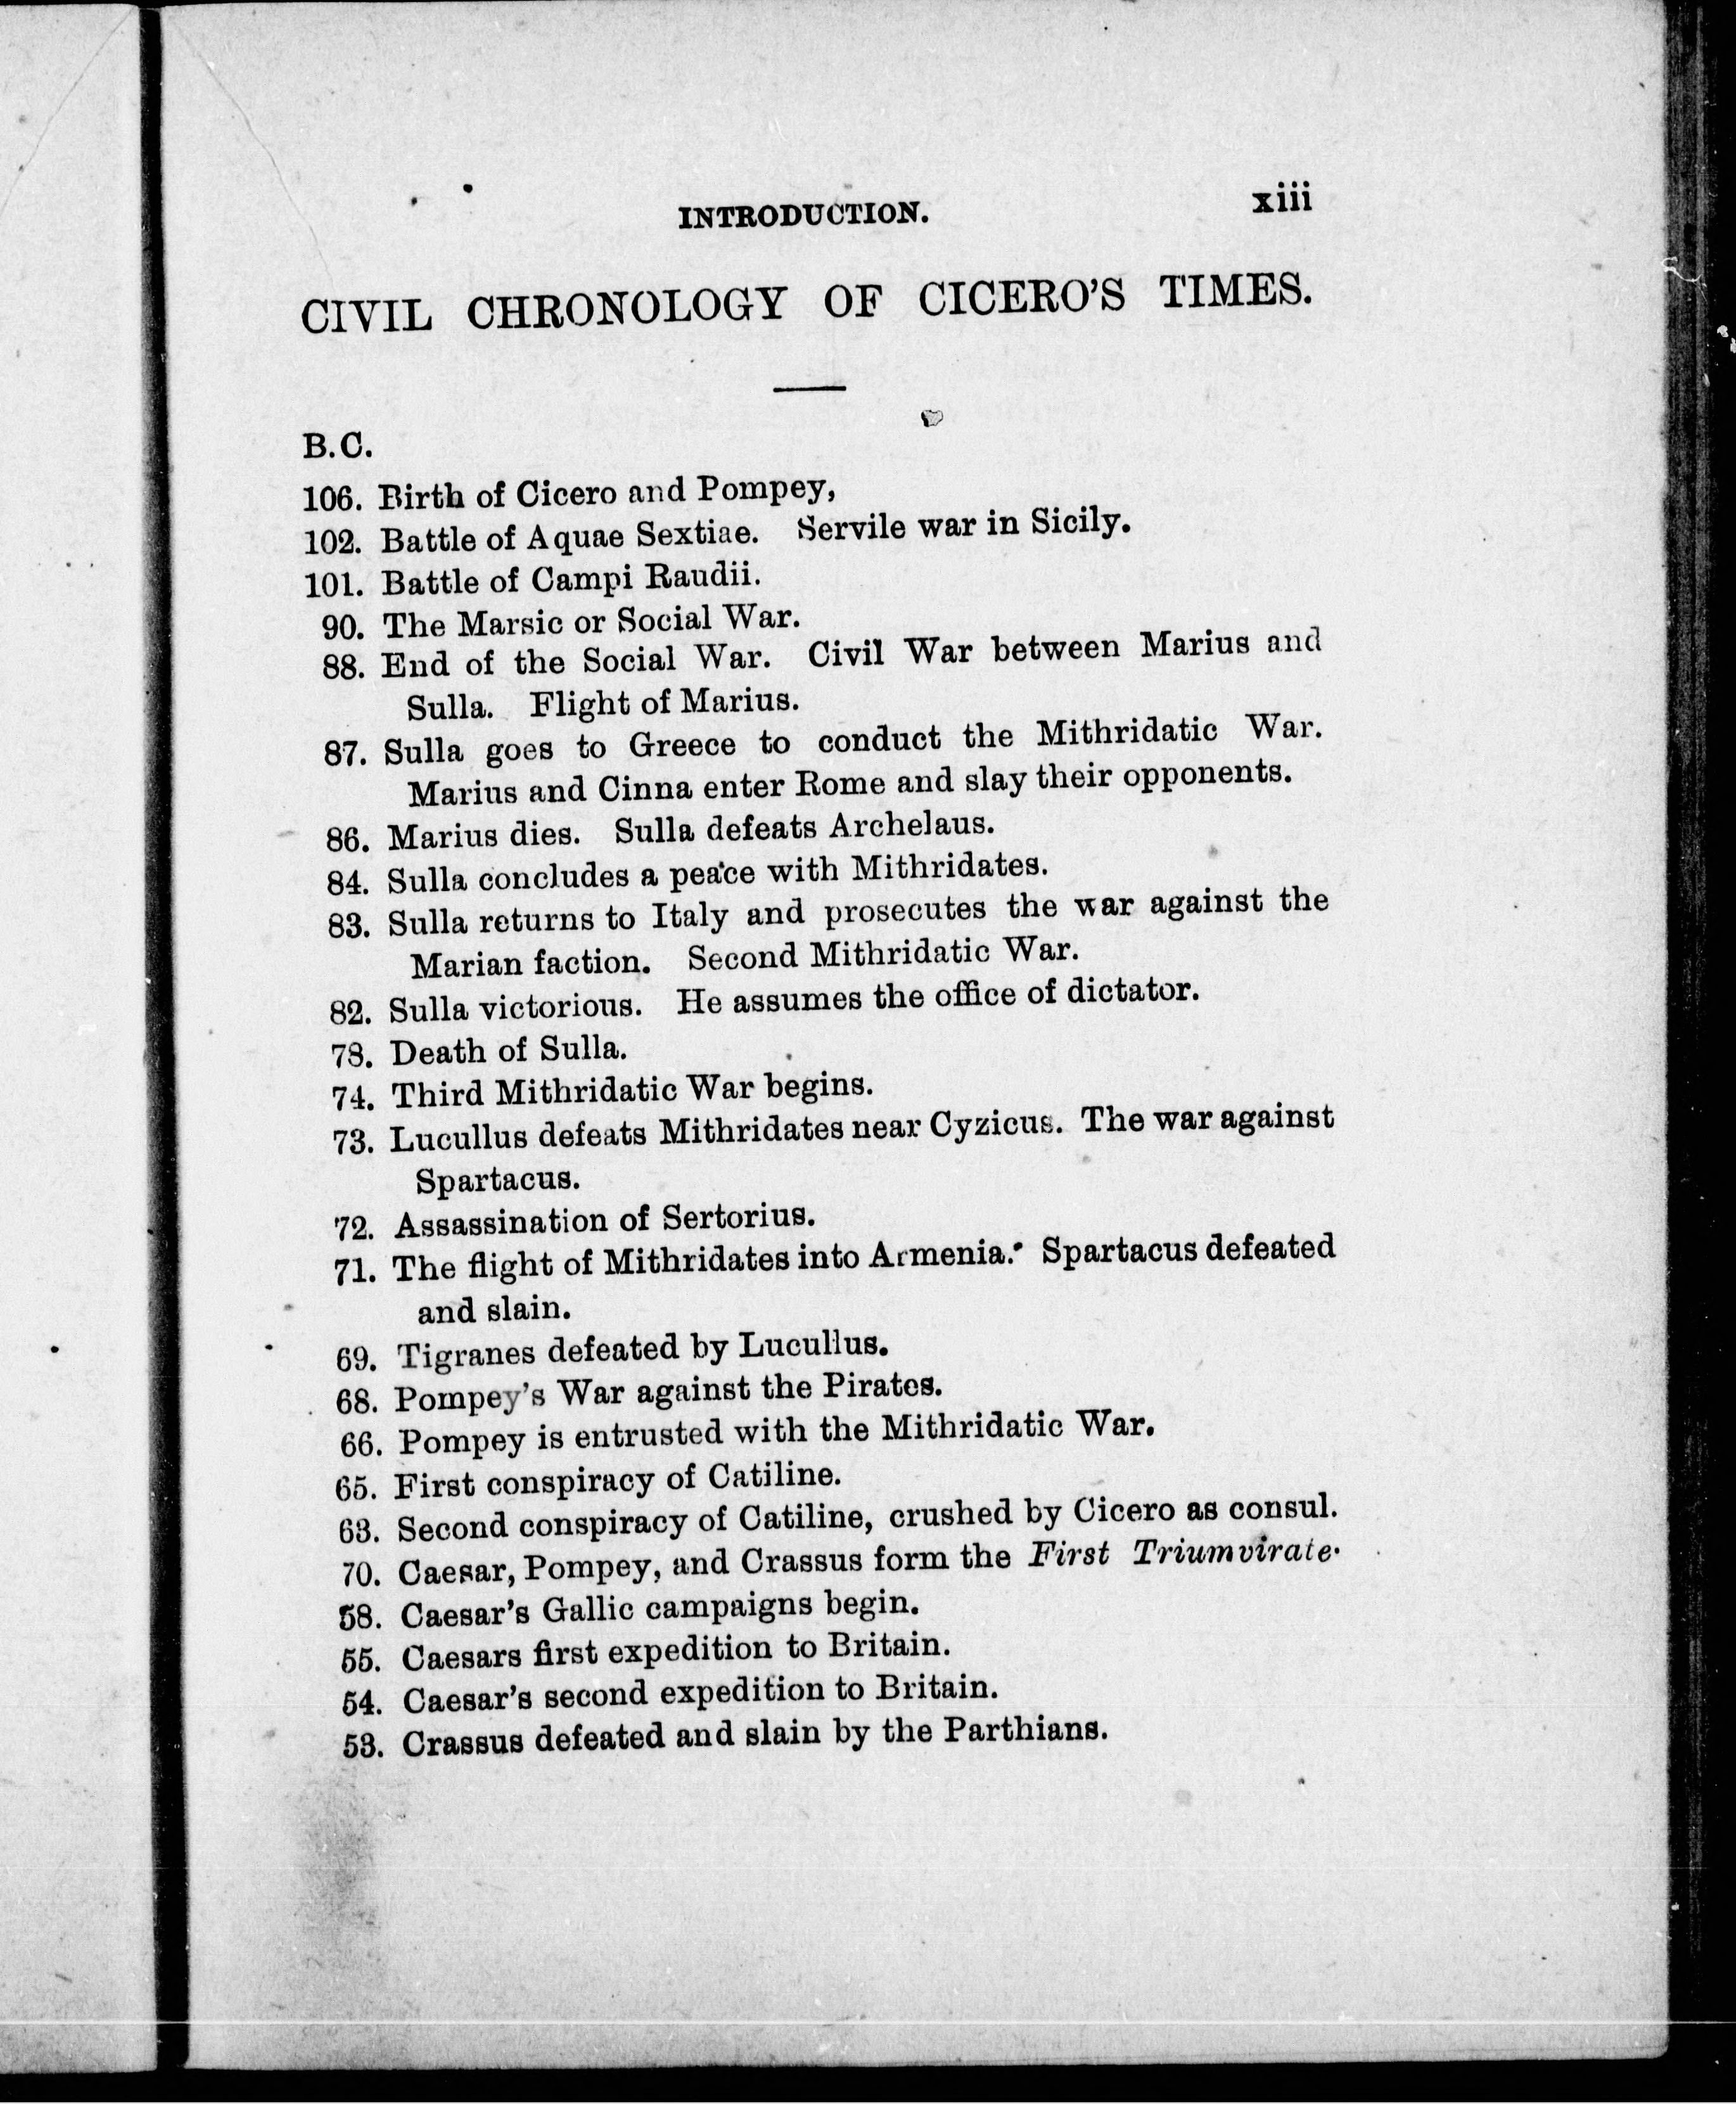 INTRODUCTION. xiii
CIVIL CHRONOLOGY OF CICERO'S TIMES.
B.C.
106. Birth of Cicero and Pompey,
102. Battle of Aquae Sextiae. Servile war in Sicily.
101. Battle of Campi Raudii.
90. The Marsic or Social War.
88. End of the Social War. Civil War between Marius and
Sulla. Flight of Marius.
87. Sulla goes to Greece to conduct the Mithridatic War.
Marius and Cinna enter Rome and slay their opponents.
86. Marius dies. Sulla defeats Archelaus.
84. Sulla concludes a peace with Mithridates.
83. Sulla returns to Italy and prosecutes the war against the
Marian faction. Second Mithridatic War.
82. Sulla victorious. He assumes the office of dictator.
78. Death of Sulla.
74. Third Mithridatic War begins.
73. Lucullus defeats Mithridates near Cyzicus. The war against
Spartacus.
72. Assassination of Sertorius.
71. The flight of Mithridates into Armenia. Spartacus defeated
and slain.
69. Tigranes defeated by Lucullus.
68. Pompey's War against the Pirates.
66. Pompey is entrusted with the Mithridatic War.
65. First conspiracy of Catiline.
63. Second conspiracy of Catiline, crushed by Cicero as consul.
70. Caesar, Pompey, and Crassus form the First Triumvirate.
58. Caesar's Gallic campaigns begin.
55. Caesars first expedition to Britain.
54. Caesar's second expedition to Britain.
53. Crassus defeated and slain by the Parthians.